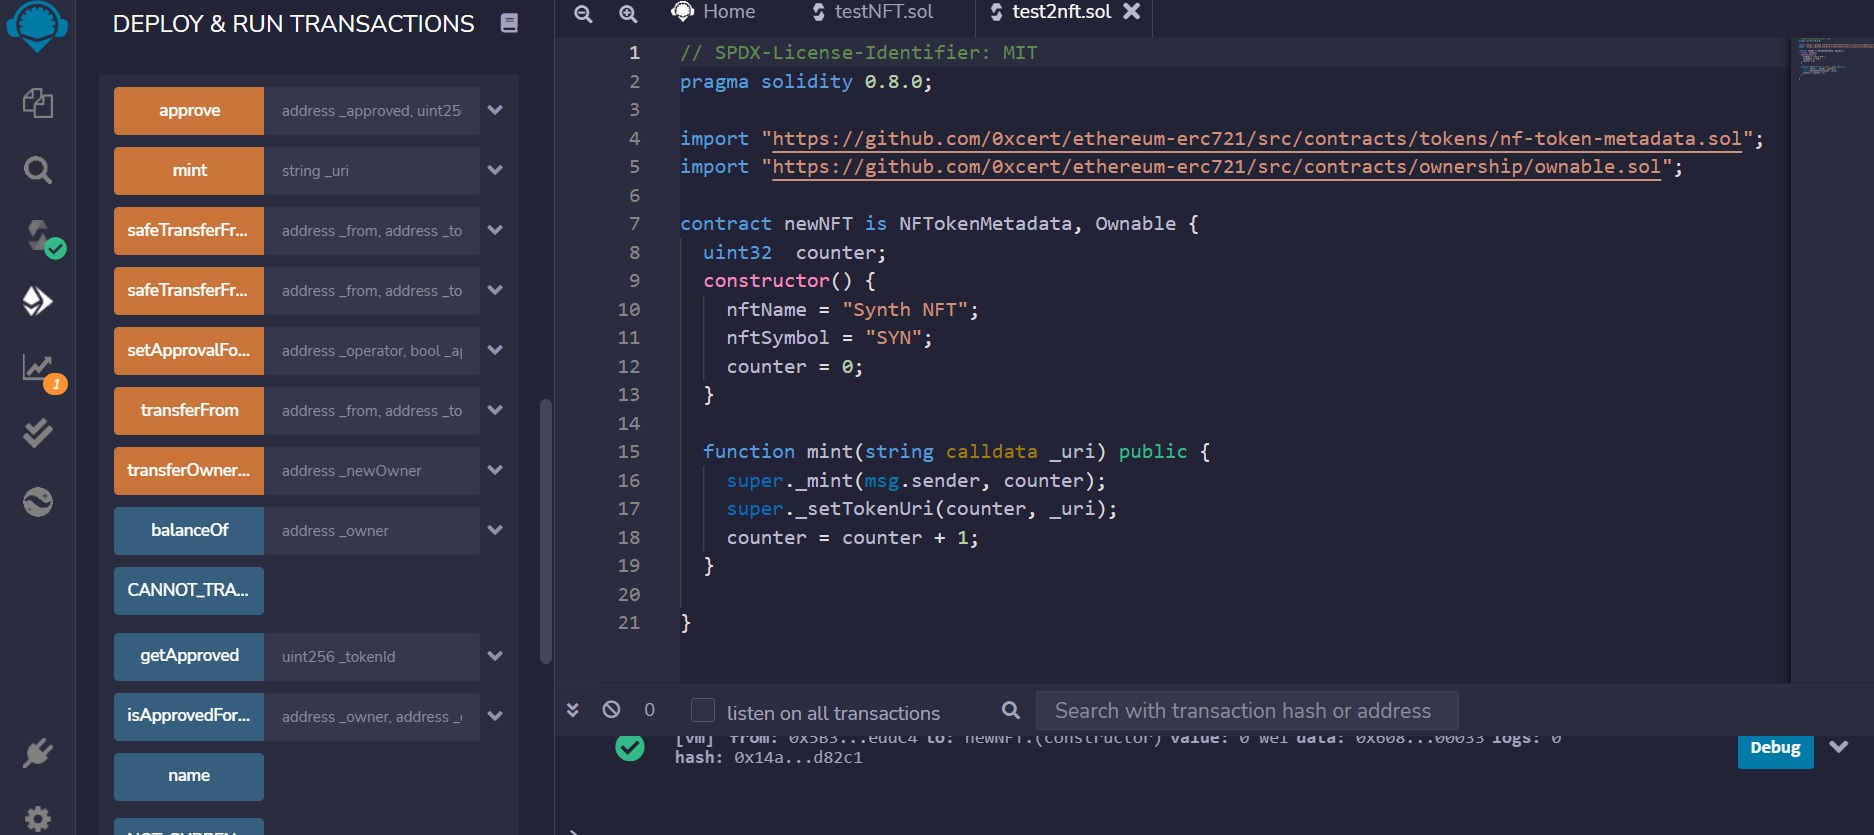 DEPLOY & RUN TRANSACTIONS
approve address _approved, uint25
mint string _uri
safeTransferFr... address _from, address _to
safeTransferFr... address _from, address _to
setApprovalFo... address _operator, bool _a
transferFrom address _from, address _to
transferOwner... address _newOwner
balanceOf address _owner
CANNOT_TRA...
getApproved uint256 _tokenId
isApprovedFor... address _owner, address _
name
1
Home testNFT.sol test2nft.sol
1 // SPDX-License-Identifier: MIT
2 pragma solidity 0.8.0;
3
4 import "https://github.com/0xcert/ethereum-erc721/src/contracts/tokens/nf-token-metadata.sol";
5 import "https://github.com/0xcert/ethereum-erc721/src/contracts/ownership/ownable.sol";
6
7 contract newNFT is NFTokenMetadata, Ownable {
8 uint32 counter;
9 constructor() {
10 nftName = "Synth NFT";
11 nftSymbol = "SYN";
12 counter = 0;
13 }
14
15 function mint(string calldata _uri) public {
16 super._mint(msg.sender, counter);
17 super._setTokenUri(counter, _uri);
18 counter = counter + 1;
19 }
20
21 }
0 listen on all transactions Search with transaction hash or address
[vm] from: 0x5B3...eddC4 to: newNFT.(constructor) value: 0 wei data: 0x608...00033 logs: 0
hash: 0x14a...d82c1
Debug
>